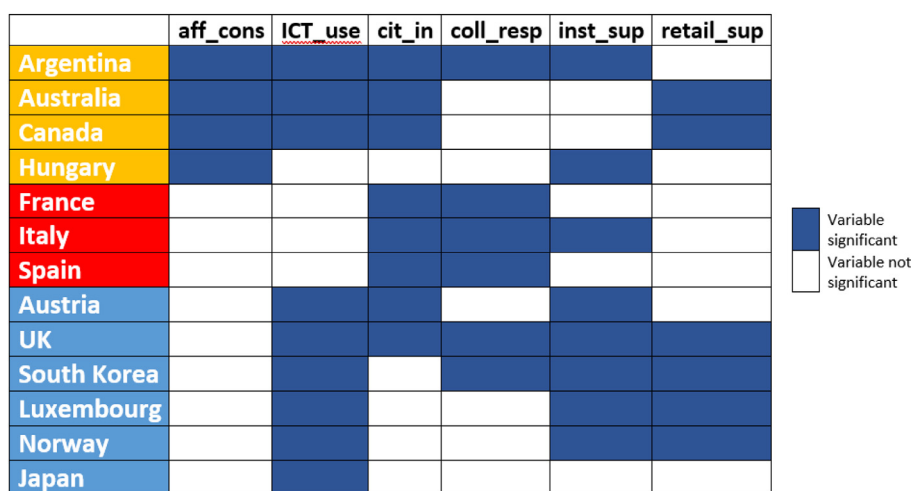 aff_cons ICT_use cit_in coll_resp inst_sup retail_sup
Argentina
Australia
Canada
Hungary
France
Italy
Spain
Austria
UK
South Korea
Luxembourg
Norway
Japan
Variable
significant
Variable not
significant